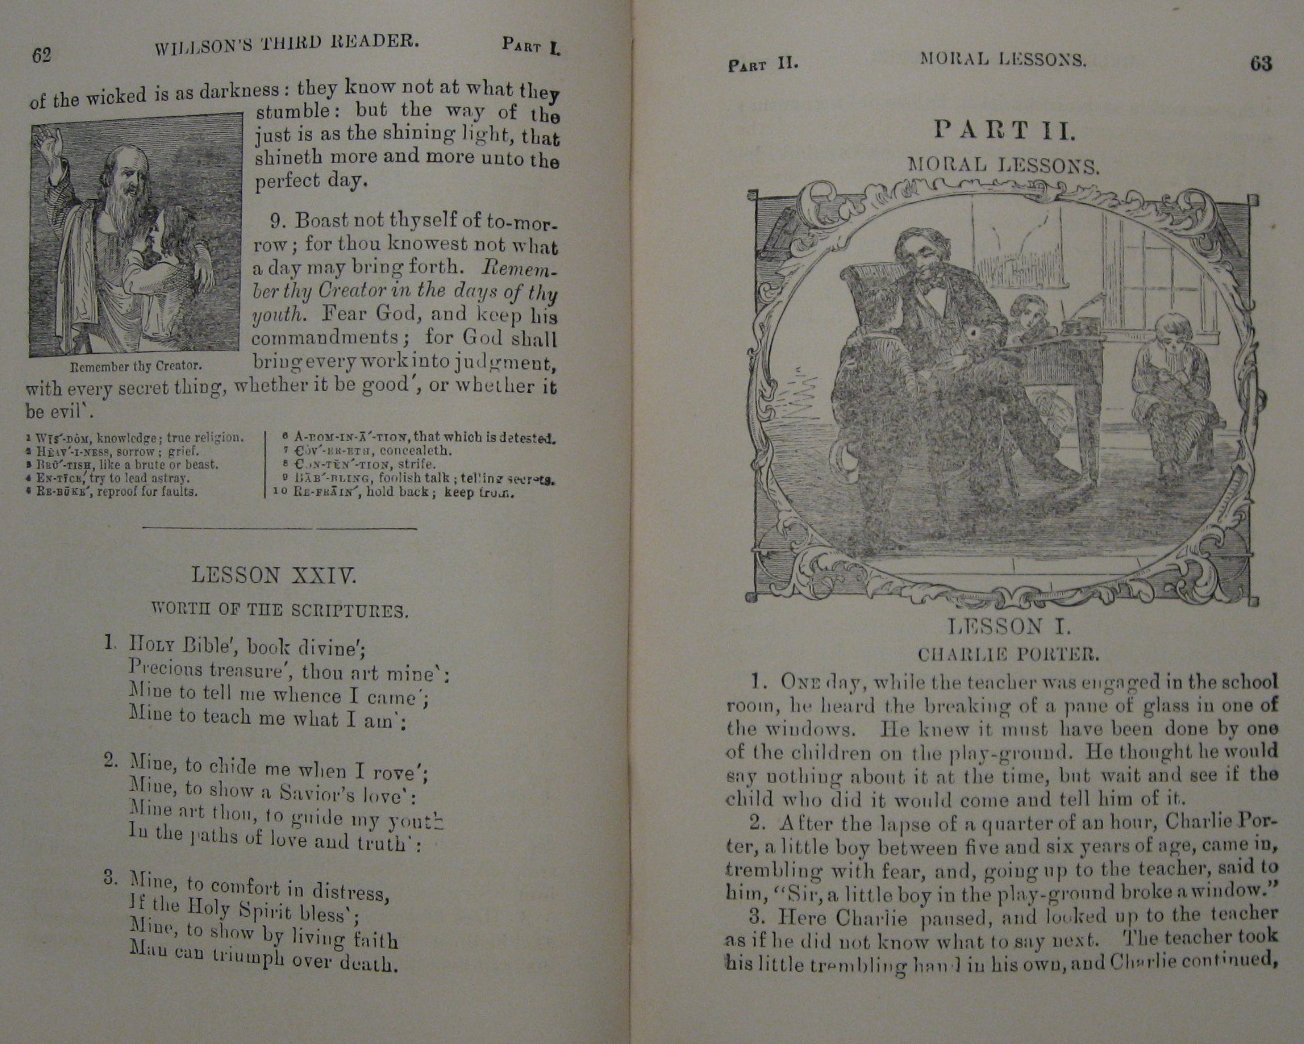 62
WILLSON'S THIRD READER.
PART I.
of the wicked is as darkness: they know not at what they
stumble: but the way of the
just is as the shining light, that
shineth more and more unto the
perfect day.
9. Boast not thyself of to-mor-
row; for thou knowest not what
a day may bring forth. Remem-
ber thy Creator in the days of thy
youth. Fear God, and keep his
commandments; for God shall
bring every work into judgment,
Remember thy Creator.
with every secret thing, whether it be good′, or whether it
be evil‵.
1 WĬṢ′-DÓM, knowledge; true religion.
2 HĔAV′-I-NESS, sorrow; grief.
3 BRÛ′-TISH, like a brute or beast.
4 EN-TĪCE′, try to lead astray.
5 RE-BŪKE′, reproof for faults.
6 A-BOM-IN-Ā′-TION, that which is detested.
7 CÓV′-ER-ETH, concealeth.
8 CON-TĔN′-TION, strife.
9 BĂB′-BLING, foolish talk; telling secrets.
10 RE-FRĀIN′, hold back; keep from.
LESSON XXIV.
WORTH OF THE SCRIPTURES.
1. HOLY Bible′, book divine′;
Precious treasure′, thou art mine‵:
Mine to tell me whence I came′;
Mine to teach me what I am‵:
2. Mine, to chide me when I rove′;
Mine, to show a Savior's love‵:
Mine art thou, to guide my youth
In the paths of love and truth‵:
3. Mine, to comfort in distress,
If the Holy Spirit bless‵;
Mine, to show by living faith
Man can triumph over death.
PART II.
MORAL LESSONS.
63
PART II.
MORAL LESSONS.
LESSON I.
CHARLIE PORTER.
1. ONE day, while the teacher was engaged in the school
room, he heard the breaking of a pane of glass in one of
the windows. He knew it must have been done by one
of the children on the play-ground. He thought he would
say nothing about it at the time, but wait and see if the
child who did it would come and tell him of it.
2. After the lapse of a quarter of an hour, Charlie Por-
ter, a little boy between five and six years of age, came in,
trembling with fear, and, going up to the teacher, said to
him, "Sir, a little boy in the play-ground broke a window."
3. Here Charlie paused, and looked up to the teacher
as if he did not know what to say next. The teacher took
his little trembling hand in his own, and Charlie continued,